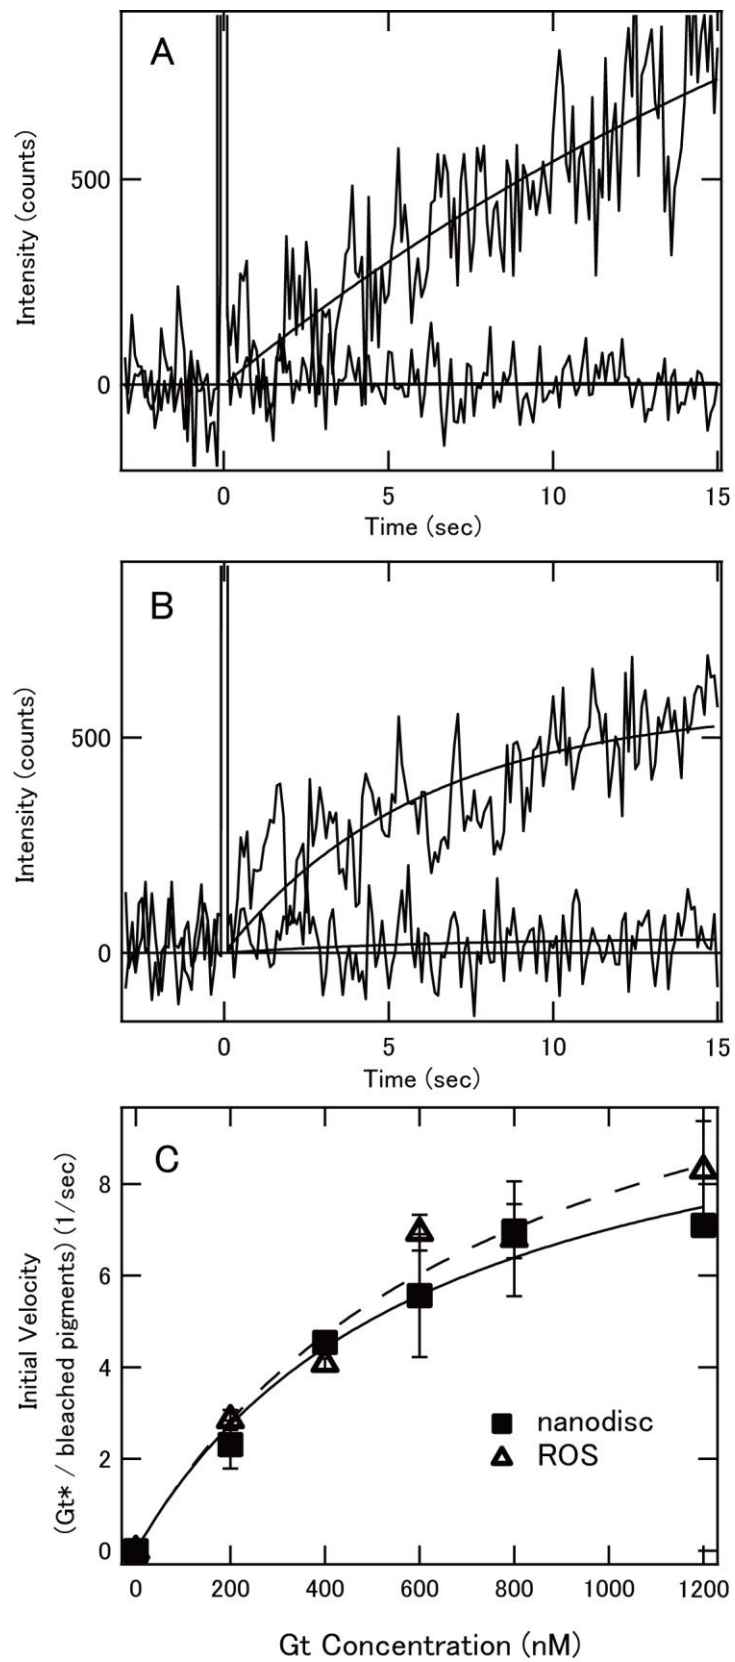 A
Intensity (counts)
500
0
0 5 10 15
Time (sec)
B
Intensity (counts)
500
0
0 5 10 15
Time (sec)
C
Initial Velocity
(Gt* / bleached pigments) (1/sec)
8
6
4
2
0
nanodisc
ROS
0 200 400 600 800 1000 1200
Gt Concentration (nM)